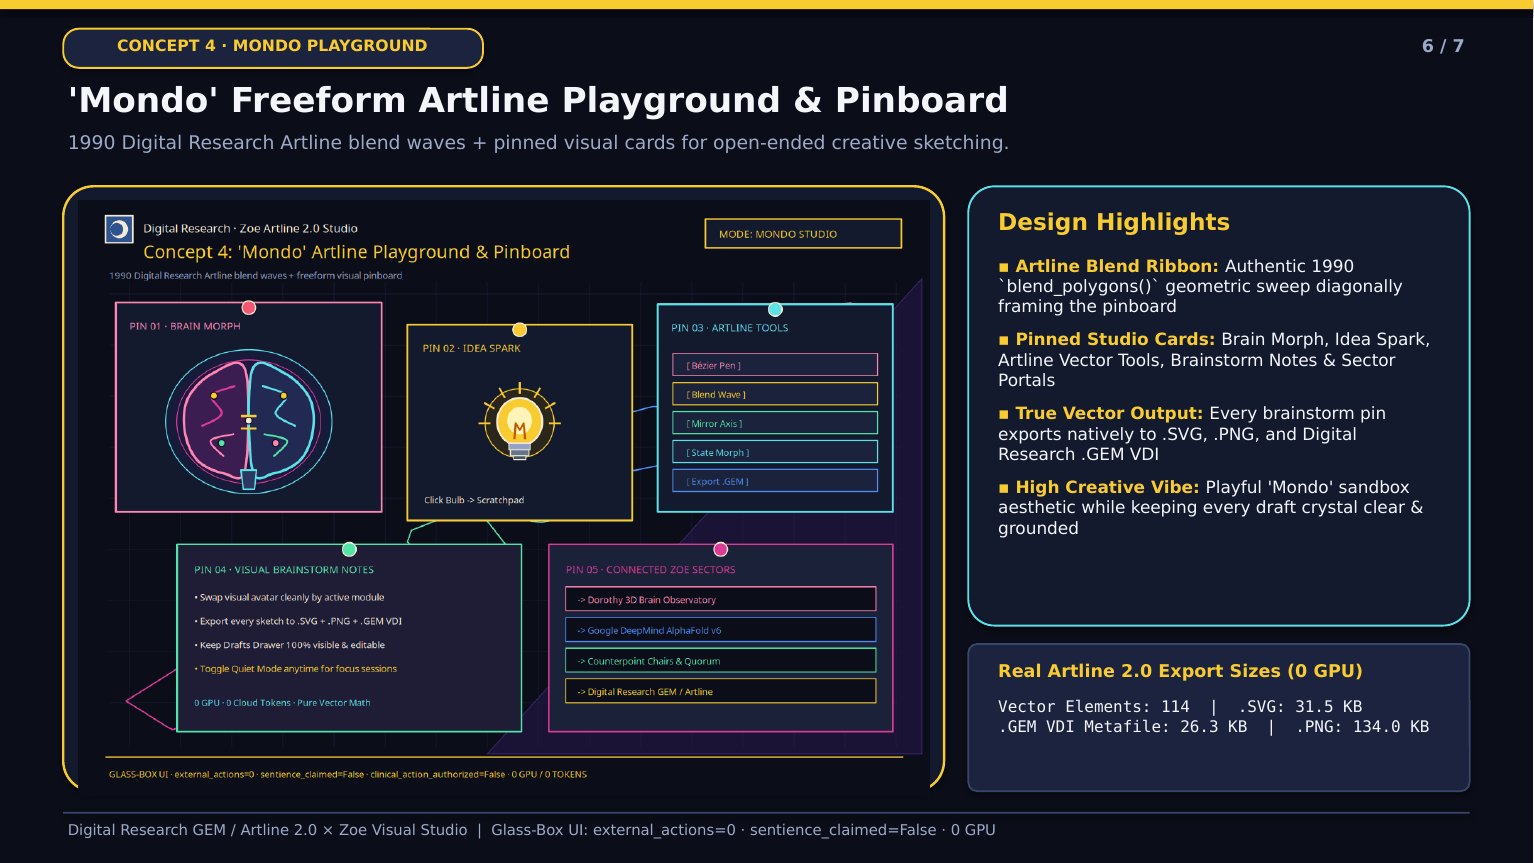 CONCEPT 4 · MONDO PLAYGROUND
6 / 7
'Mondo' Freeform Artline Playground & Pinboard
1990 Digital Research Artline blend waves + pinned visual cards for open-ended creative sketching.
Digital Research · Zoe Artline 2.0 Studio
Concept 4: 'Mondo' Artline Playground & Pinboard
MODE: MONDO STUDIO
1990 Digital Research Artline blend waves + freeform visual pinboard
PIN 01 · BRAIN MORPH
PIN 02 · IDEA SPARK
M
Click Bulb -> Scratchpad
PIN 03 · ARTLINE TOOLS
[ Bézier Pen ]
[ Blend Wave ]
[ Mirror Axis ]
[ State Morph ]
[ Export .GEM ]
PIN 04 · VISUAL BRAINSTORM NOTES
• Swap visual avatar cleanly by active module
• Export every sketch to .SVG + .PNG + .GEM VDI
• Keep Drafts Drawer 100% visible & editable
• Toggle Quiet Mode anytime for focus sessions
0 GPU · 0 Cloud Tokens · Pure Vector Math
PIN 05 · CONNECTED ZOE SECTORS
-> Dorothy 3D Brain Observatory
-> Google DeepMind AlphaFold v6
-> Counterpoint Chairs & Quorum
-> Digital Research GEM / Artline
GLASS-BOX UI · external_actions=0 · sentience_claimed=False · clinical_action_authorized=False · 0 GPU / 0 TOKENS
Design Highlights
▪ Artline Blend Ribbon: Authentic 1990
`blend_polygons()` geometric sweep diagonally
framing the pinboard
▪ Pinned Studio Cards: Brain Morph, Idea Spark,
Artline Vector Tools, Brainstorm Notes & Sector
Portals
▪ True Vector Output: Every brainstorm pin
exports natively to .SVG, .PNG, and Digital
Research .GEM VDI
▪ High Creative Vibe: Playful 'Mondo' sandbox
aesthetic while keeping every draft crystal clear &
grounded
Real Artline 2.0 Export Sizes (0 GPU)
Vector Elements: 114 | .SVG: 31.5 KB
.GEM VDI Metafile: 26.3 KB | .PNG: 134.0 KB
Digital Research GEM / Artline 2.0 × Zoe Visual Studio | Glass-Box UI: external_actions=0 · sentience_claimed=False · 0 GPU